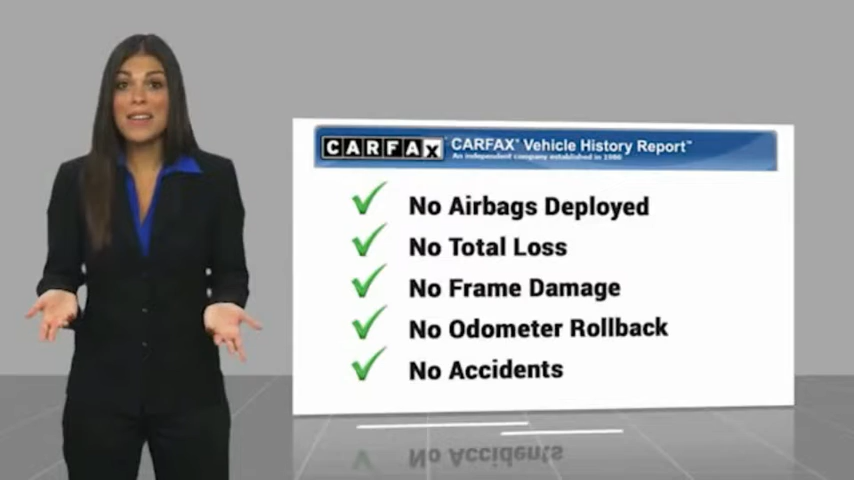 CARFAX CARFAX Vehicle History Report™
An independent company established in 1986
No Airbags Deployed
No Total Loss
No Frame Damage
No Odometer Rollback
No Accidents
No Accidents